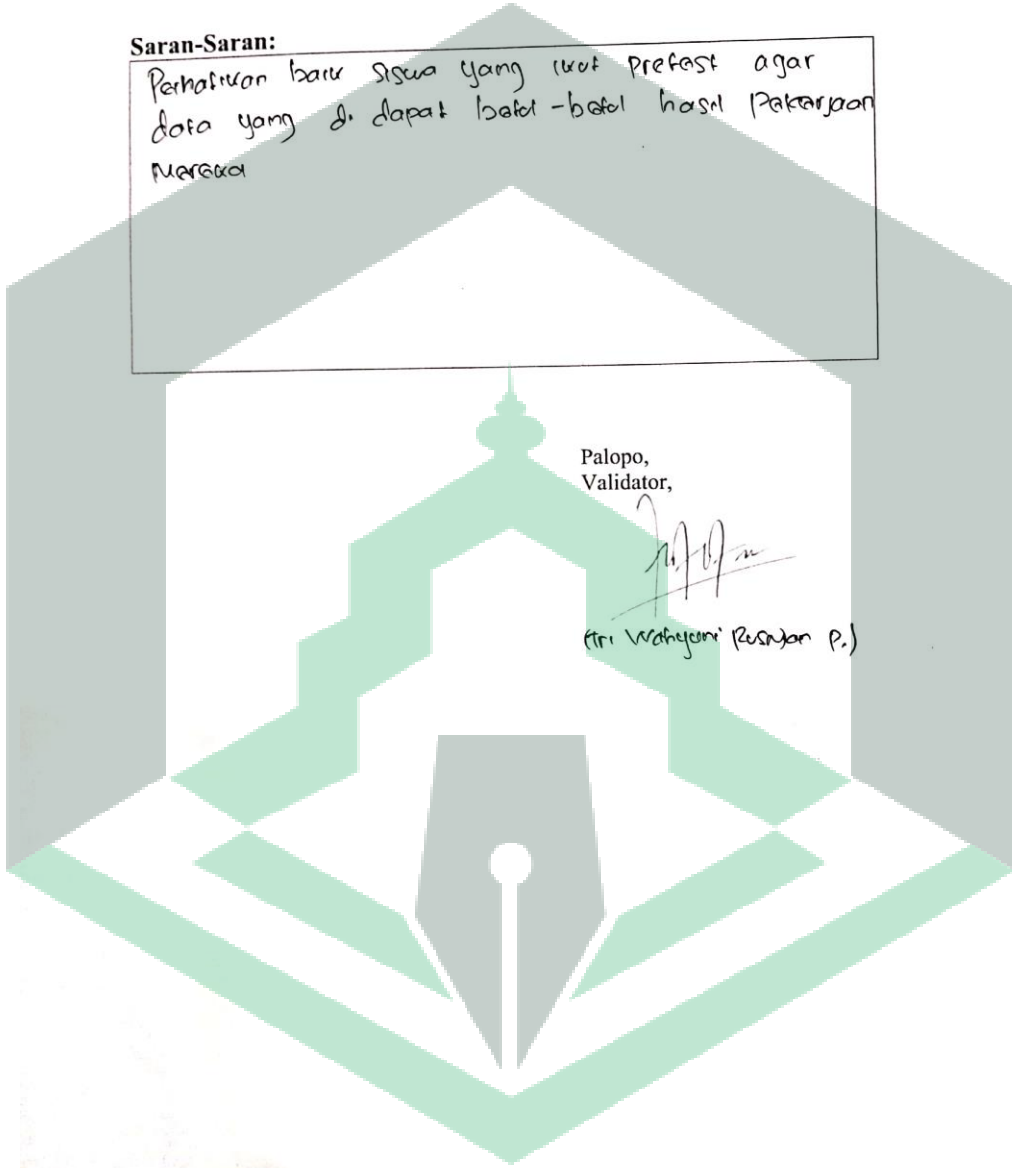 Saran-Saran:
Perhatikan baik siswa yang ikut pretest agar
data yang di dapat betul-betul hasil Pekerjaan
Mereka
Palopo,
Validator,
(Tri Wahyuni Rusnian P.)